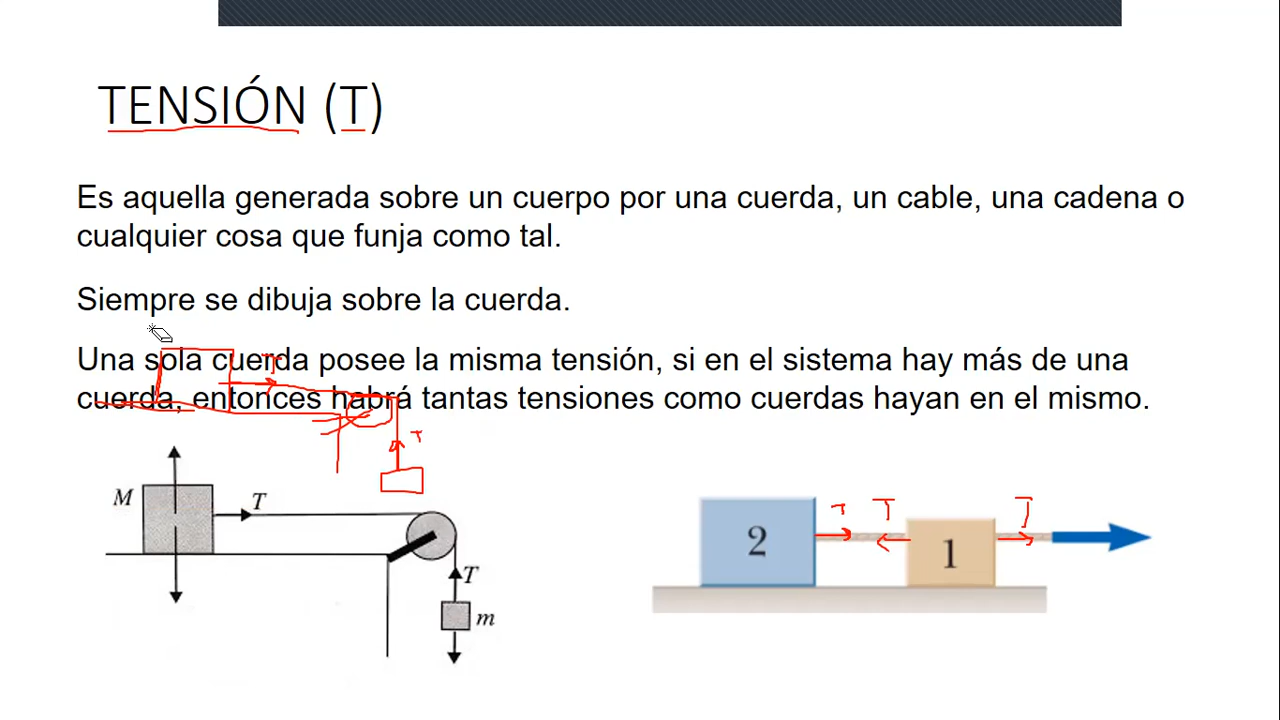 TENSIÓN (T)
Es aquella generada sobre un cuerpo por una cuerda, un cable, una cadena o
cualquier cosa que funja como tal.
Siempre se dibuja sobre la cuerda.
Una sola cuerda posee la misma tensión, si en el sistema hay más de una
cuerda, entonces habrá tantas tensiones como cuerdas hayan en el mismo.
T
T
M
T
T
m
2
T
T
1
T